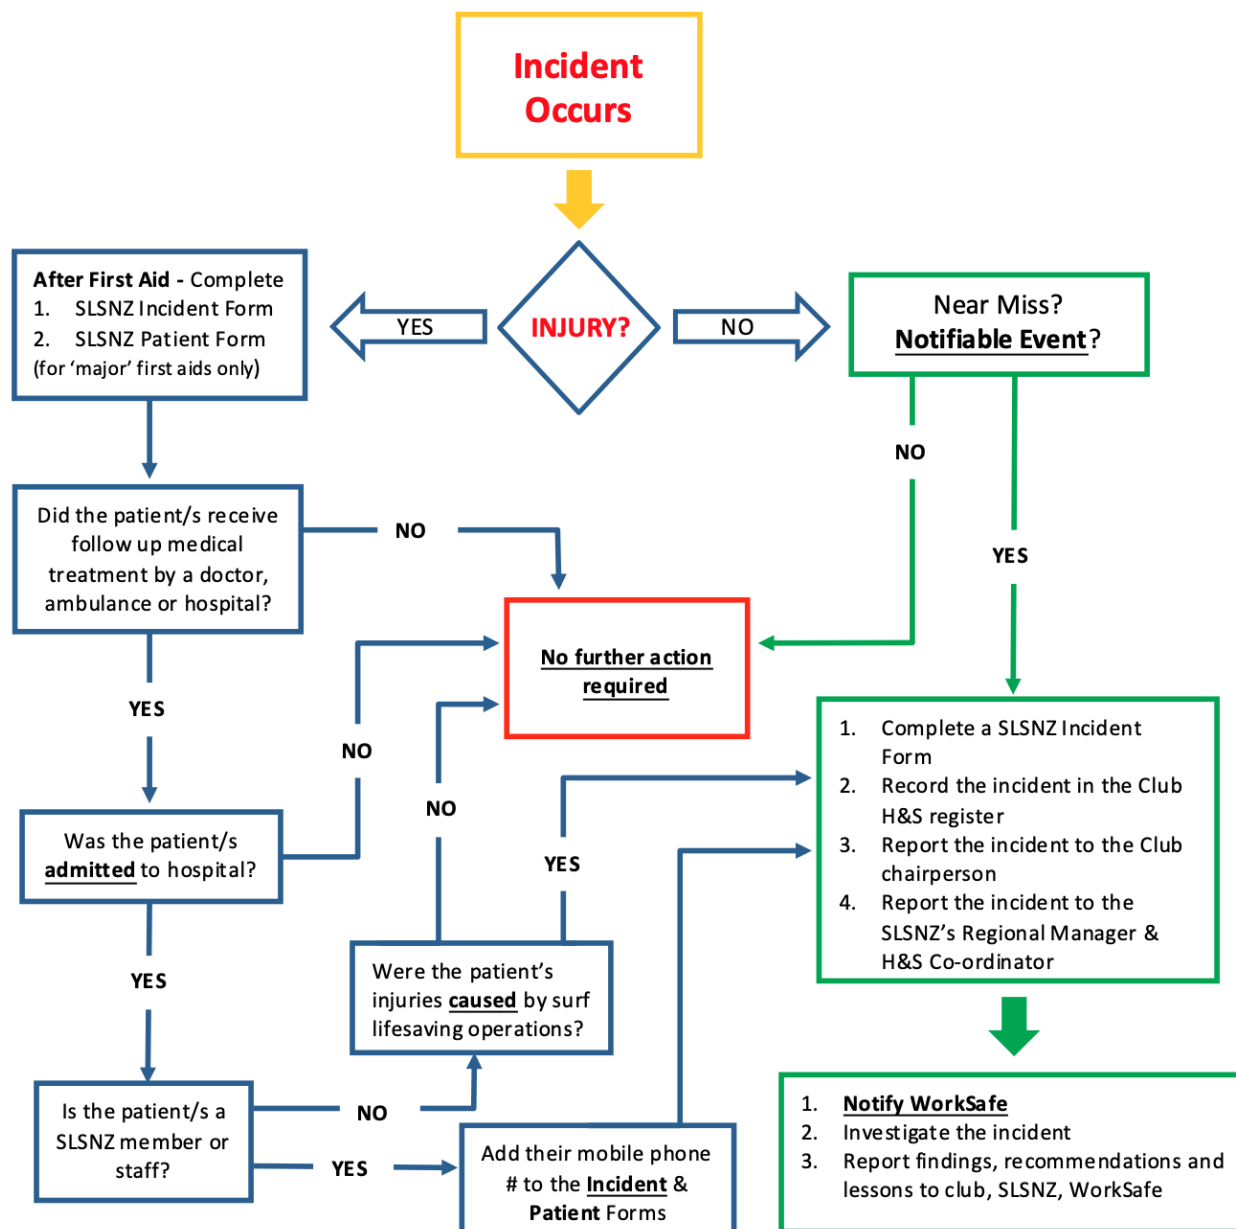 Incident
Occurs
After First Aid - Complete
1. SLSNZ Incident Form
2. SLSNZ Patient Form
(for ‘major’ first aids only)
YES
INJURY?
NO
Near Miss?
Notifiable Event?
NO
YES
Did the patient/s receive
follow up medical
treatment by a doctor,
ambulance or hospital?
NO
YES
No further action
required
Was the patient/s
admitted to hospital?
NO
YES
NO
YES
1. Complete a SLSNZ Incident
Form
2. Record the incident in the Club
H&S register
3. Report the incident to the Club
chairperson
4. Report the incident to the
SLSNZ’s Regional Manager &
H&S Co-ordinator
Were the patient’s
injuries caused by surf
lifesaving operations?
Is the patient/s a
SLSNZ member or
staff?
NO
YES
Add their mobile phone
# to the Incident &
Patient Forms
1. Notify WorkSafe
2. Investigate the incident
3. Report findings, recommendations and
lessons to club, SLSNZ, WorkSafe